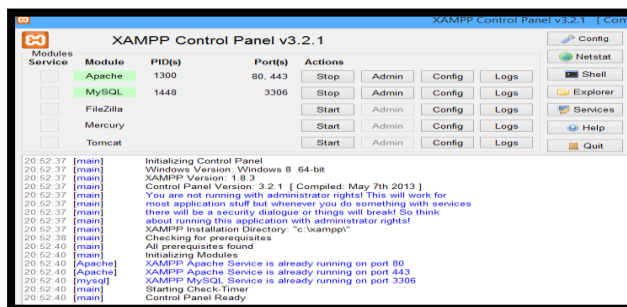 XAMPP Control Panel v3.2.1 [ Com
XAMPP Control Panel v3.2.1
Config
Modules
Service Module PID(s) Port(s) Actions
Netstat
Apache 1300 80, 443 Stop Admin Config Logs
Shell
MySQL 1448 3306 Stop Admin Config Logs
Explorer
FileZilla Start Admin Config Logs
Services
Mercury Start Admin Config Logs
Help
Tomcat Start Admin Config Logs
Quit
20:52:37 [main] Initializing Control Panel
20:52:37 [main] Windows Version: Windows 8 64-bit
20:52:37 [main] XAMPP Version: 1.8.3
20:52:37 [main] Control Panel Version: 3.2.1 [ Compiled: May 7th 2013 ]
20:52:37 [main] You are not running with administrator rights! This will work for
20:52:37 [main] most application stuff but whenever you do something with services
20:52:37 [main] there will be a security dialogue or things will break! So think
20:52:37 [main] about running this application with administrator rights!
20:52:37 [main] XAMPP Installation Directory: "c:\xampp\"
20:52:38 [main] Checking for prerequisites
20:52:40 [main] All prerequisites found
20:52:40 [main] Initializing Modules
20:52:40 [Apache] XAMPP Apache Service is already running on port 80
20:52:40 [Apache] XAMPP Apache Service is already running on port 443
20:52:40 [mysql] XAMPP MySQL Service is already running on port 3306
20:52:40 [main] Starting Check-Timer
20:52:40 [main] Control Panel Ready